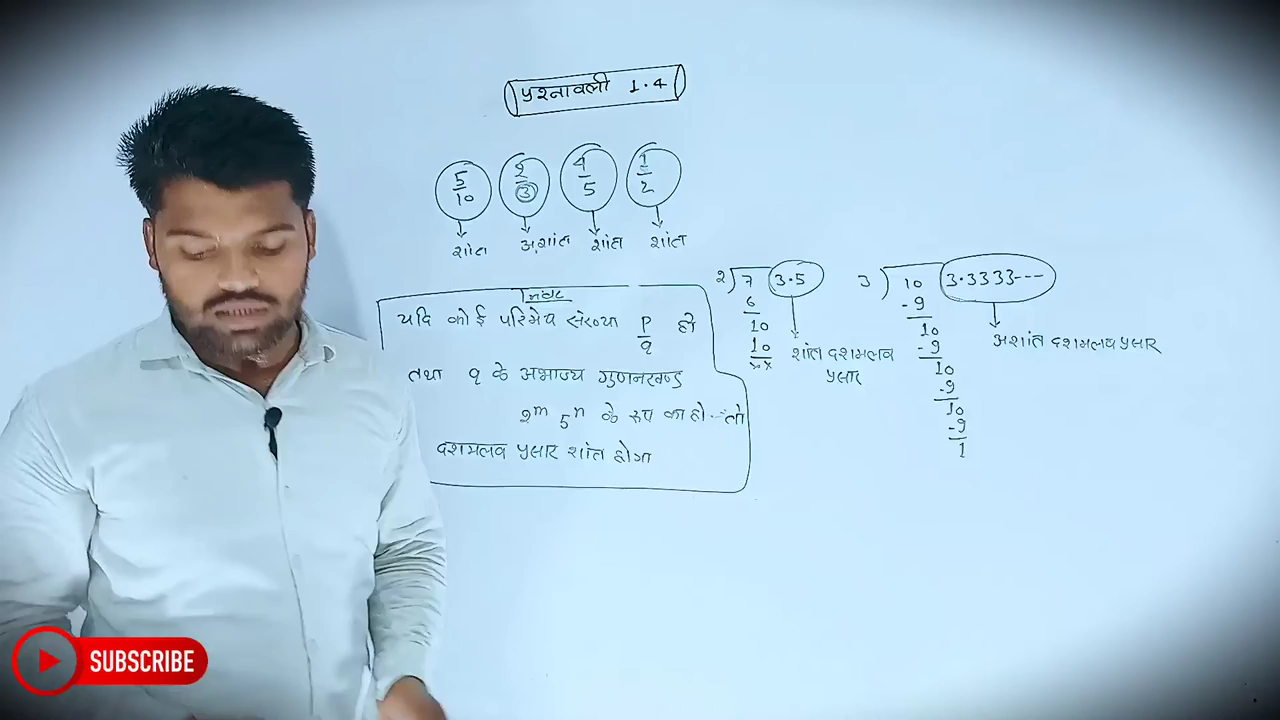 प्रश्नावली 1.4
5/10 2/3 4/5 1/2
शांत अशांत शांत शांत
यदि कोई परिमेय संख्या P/q हो
तथा q के अभाज्य गुणनखण्ड
2^m 5^n के रूप का हो --- तो
दशमलव प्रसार शांत होगा
2 7 3.5
6
10
10
××
शांत दशमलव
प्रसार
3 10 3.3333---
-9
10
-9
10
-9
10
-9
1
अशांत दशमलव प्रसार
SUBSCRIBE